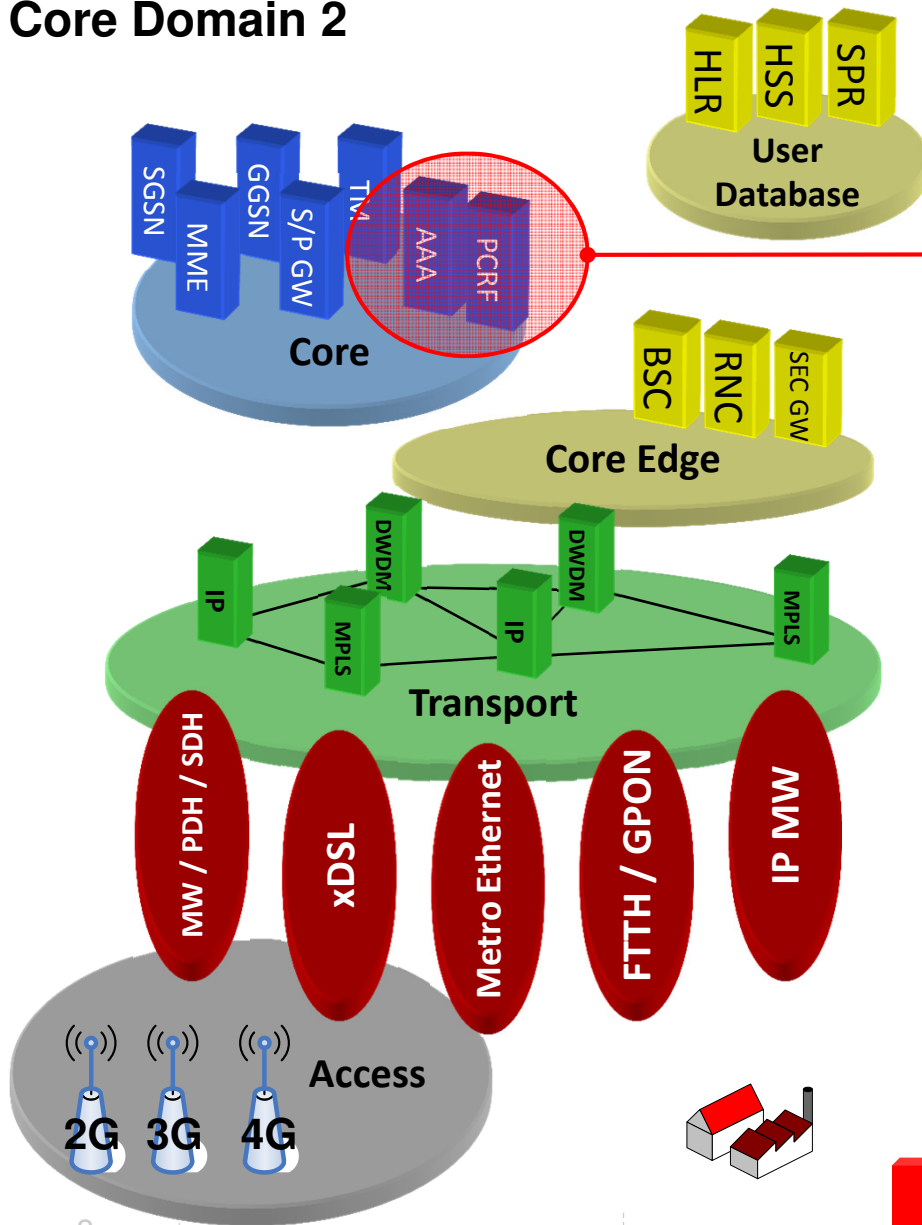 Core Domain 2
HLR
HSS
SPR
User
Database
SGSN
MME
GGSN
S/P GW
TM
AAA
PCRF
Core
BSC
RNC
SEC GW
Core Edge
IP
DWDM
MPLS
IP
DWDM
MPLS
Transport
MW / PDH / SDH
xDSL
Metro Ethernet
FTTH / GPON
IP MW
Access
2G
3G
4G